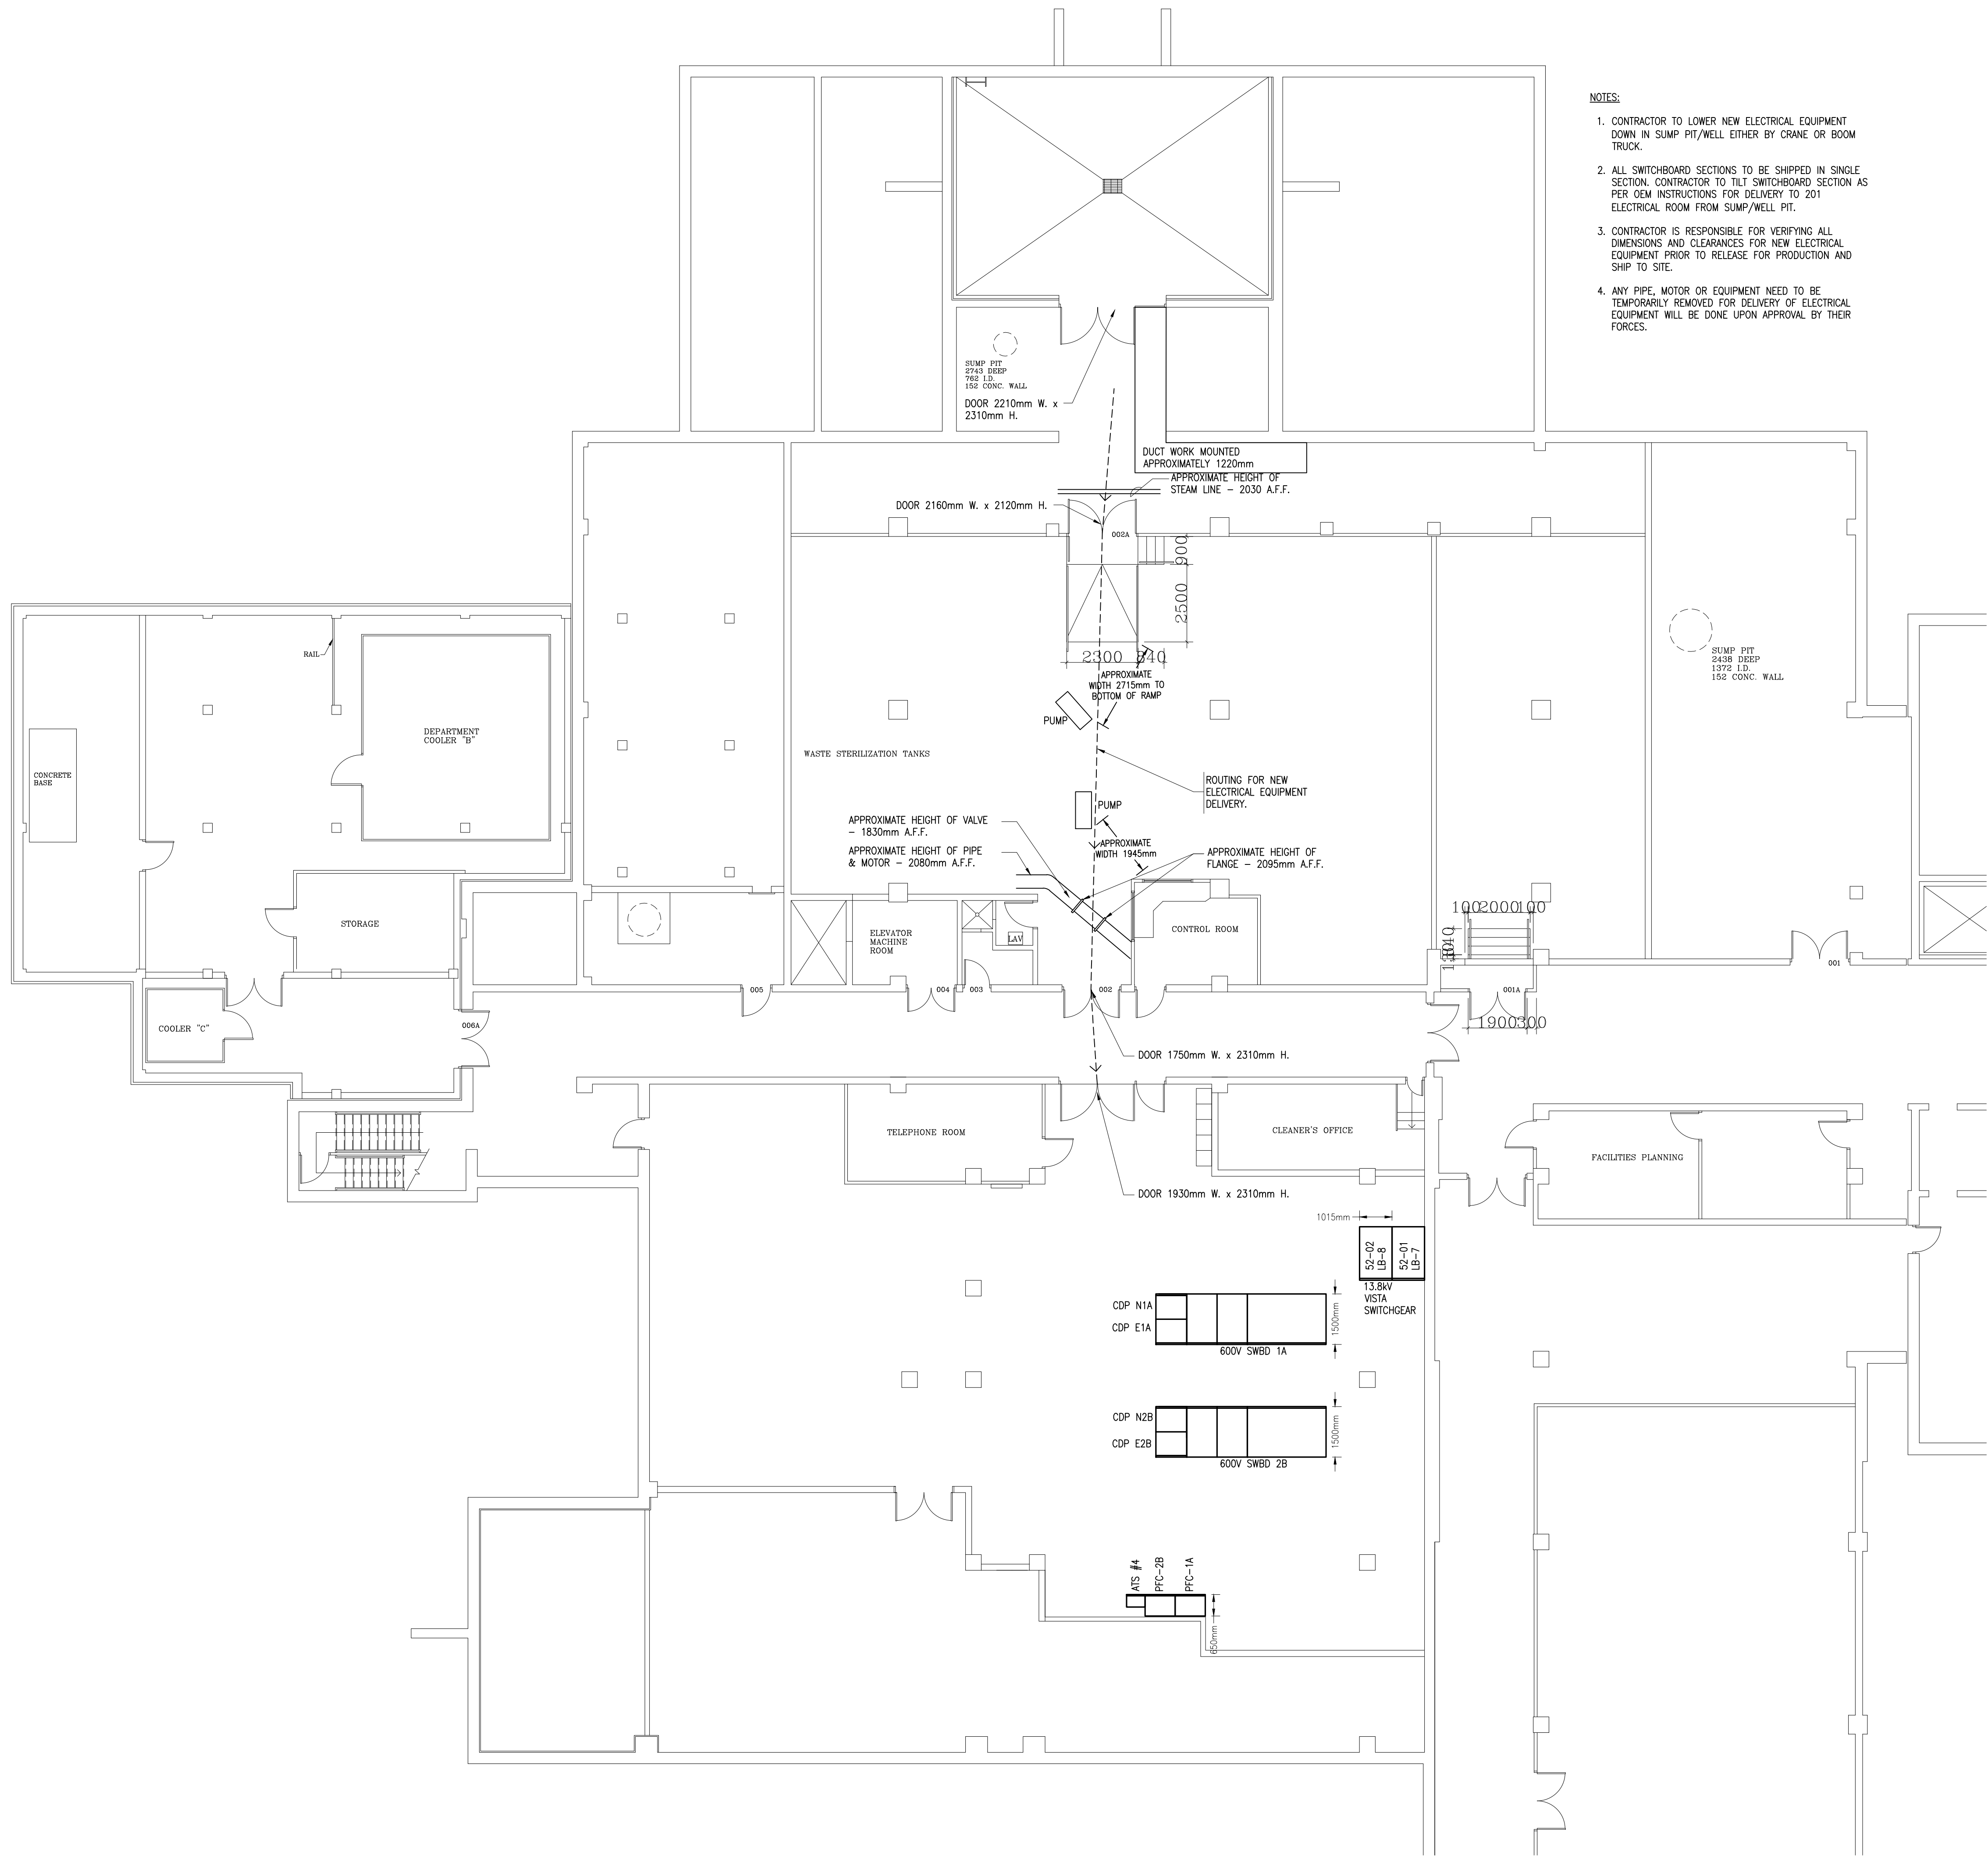 NOTES:
1. CONTRACTOR TO LOWER NEW ELECTRICAL EQUIPMENT
DOWN IN SUMP PIT/WELL EITHER BY CRANE OR BOOM
TRUCK.
2. ALL SWITCHBOARD SECTIONS TO BE SHIPPED IN SINGLE
SECTION. CONTRACTOR TO TILT SWITCHBOARD SECTION AS
PER OEM INSTRUCTIONS FOR DELIVERY TO 201
ELECTRICAL ROOM FROM SUMP/WELL PIT.
3. CONTRACTOR IS RESPONSIBLE FOR VERIFYING ALL
DIMENSIONS AND CLEARANCES FOR NEW ELECTRICAL
EQUIPMENT PRIOR TO RELEASE FOR PRODUCTION AND
SHIP TO SITE.
4. ANY PIPE, MOTOR OR EQUIPMENT NEED TO BE
TEMPORARILY REMOVED FOR DELIVERY OF ELECTRICAL
EQUIPMENT WILL BE DONE UPON APPROVAL BY THEIR
FORCES.
SUMP PIT
2743 DEEP
762 I.D.
152 CONC. WALL
DOOR 2210mm W. x
2310mm H.
DUCT WORK MOUNTED
APPROXIMATELY 1220mm
APPROXIMATE HEIGHT OF
STEAM LINE - 2030 A.F.F.
DOOR 2160mm W. x 2120mm H.
002A
900
2500
2300
840
APPROXIMATE
WIDTH 2715mm TO
BOTTOM OF RAMP
PUMP
RAIL
DEPARTMENT
COOLER "B"
CONCRETE
BASE
WASTE STERILIZATION TANKS
SUMP PIT
2438 DEEP
1372 I.D.
152 CONC. WALL
ROUTING FOR NEW
ELECTRICAL EQUIPMENT
DELIVERY.
PUMP
APPROXIMATE HEIGHT OF VALVE
- 1830mm A.F.F.
APPROXIMATE HEIGHT OF PIPE
& MOTOR - 2080mm A.F.F.
APPROXIMATE
WIDTH 1945mm
APPROXIMATE HEIGHT OF
FLANGE - 2095mm A.F.F.
STORAGE
ELEVATOR
MACHINE
ROOM
LAV
CONTROL ROOM
100
2000
100
840
001
COOLER "C"
006A
005
004
003
002
001A
1900
300
DOOR 1750mm W. x 2310mm H.
TELEPHONE ROOM
CLEANER'S OFFICE
FACILITIES PLANNING
DOOR 1930mm W. x 2310mm H.
1015mm
52-02
LB-8
52-01
LB-7
13.8kV
VISTA
SWITCHGEAR
CDP N1A
CDP E1A
1500mm
600V SWBD 1A
CDP N2B
CDP E2B
1500mm
600V SWBD 2B
ATS #4
PFC-2B
PFC-1A
650mm